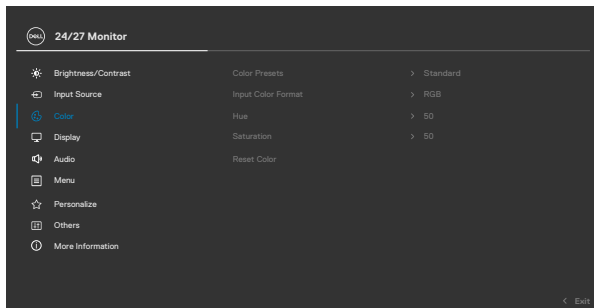 DELL 24/27 Monitor
Brightness/Contrast Color Presets > Standard
Input Source Input Color Format > RGB
Color Hue > 50
Display Saturation > 50
Audio Reset Color
Menu
Personalize
Others
More Information
< Exit